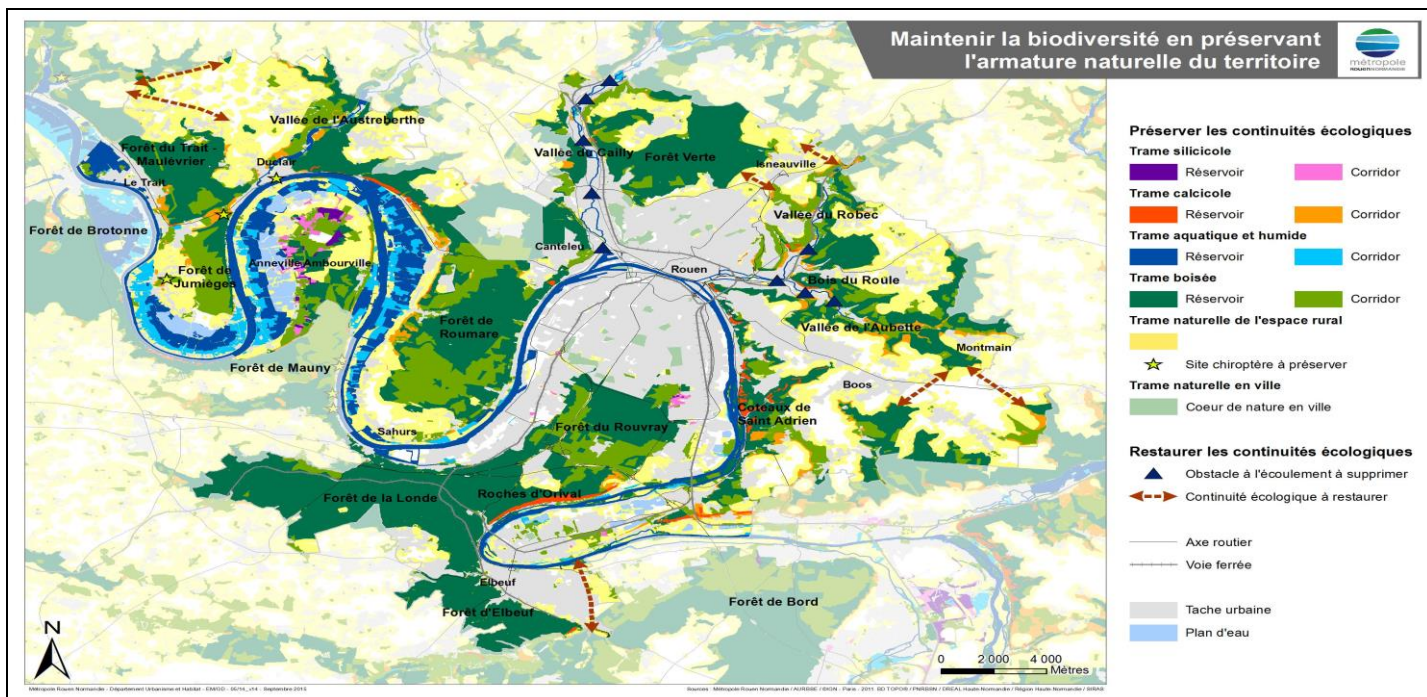 Maintenir la biodiversité en préservant
l'armature naturelle du territoire
métropole
ROUENNORMANDIE
Vallée de l'Austreberthe
Forêt du Trait -
Maulévrier
Duclair
Le Trait
Vallée du Cailly
Forêt Verte
Isneauville
Vallée du Robec
Forêt de Brotonne
Forêt de
Jumièges
Anneville Ambourville
Canteleu
Rouen
Bois du Roule
Vallée de l'Aubette
Forêt de
Roumare
Montmain
Forêt de Mauny
Boos
Sahurs
Forêt du Rouvray
Coteaux de
Saint Adrien
Forêt de la Londe
Roches d'Orival
Elbeuf
Forêt d'Elbeuf
Forêt de Bord
N
0 2 000 4 000
Mètres
Préserver les continuités écologiques
Trame silicicole
Réservoir Corridor
Trame calcicole
Réservoir Corridor
Trame aquatique et humide
Réservoir Corridor
Trame boisée
Réservoir Corridor
Trame naturelle de l'espace rural
Site chiroptère à préserver
Trame naturelle en ville
Coeur de nature en ville
Restaurer les continuités écologiques
Obstacle à l'écoulement à supprimer
Continuité écologique à restaurer
Axe routier
Voie ferrée
Tache urbaine
Plan d'eau